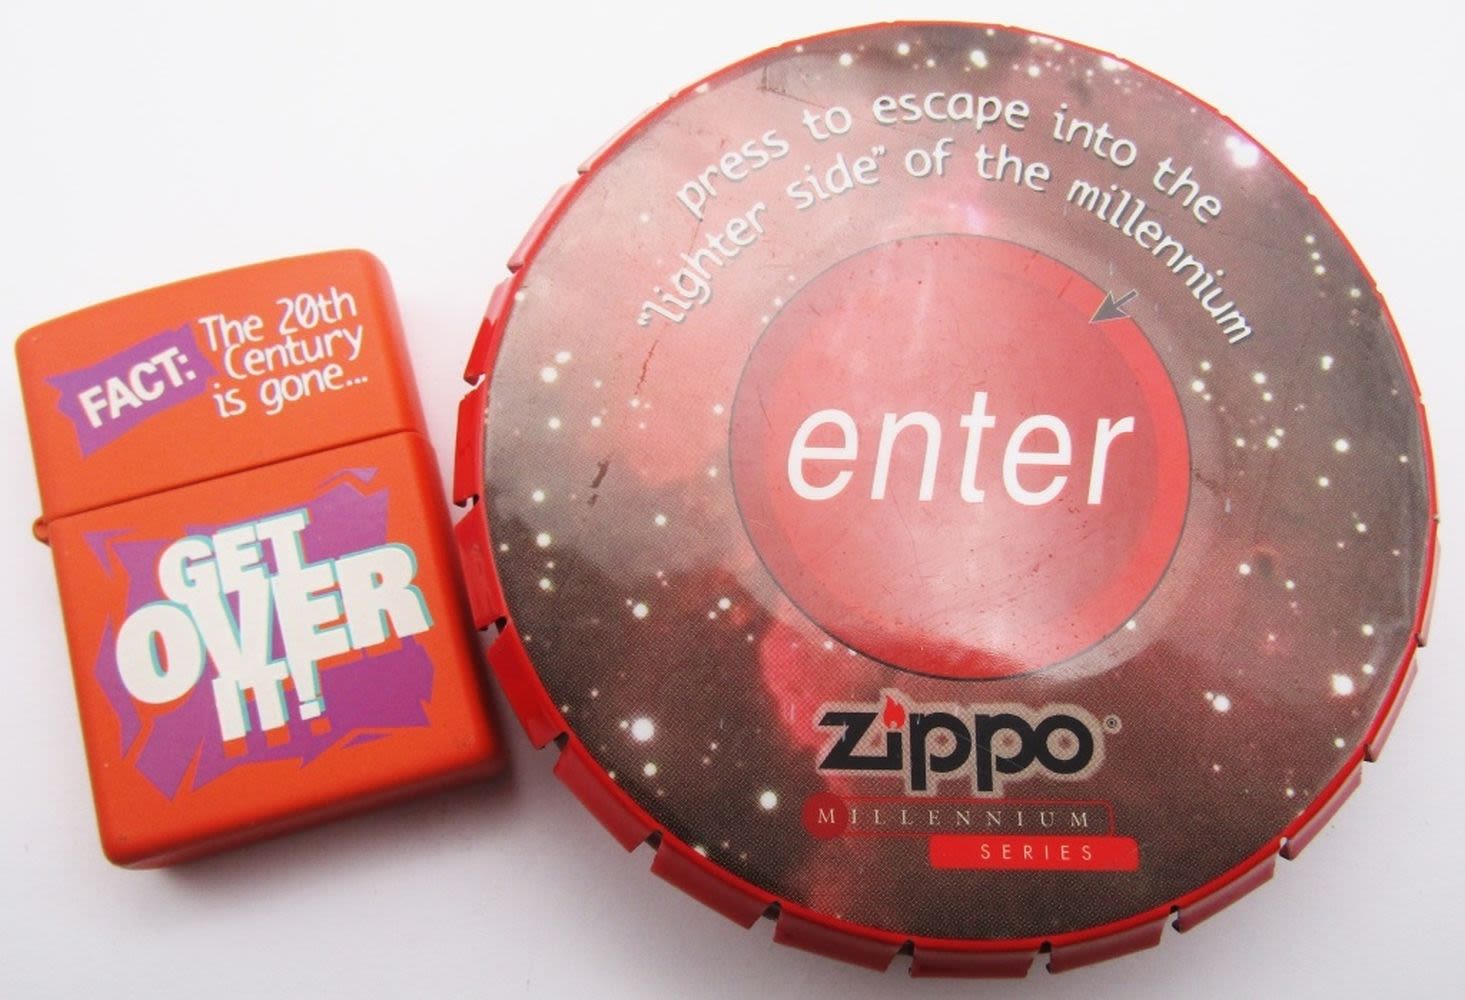 FACT:
The 20th
Century
is gone...
GET
OVER
IT!
press to escape into the
"lighter side" of the millennium
enter
zippo®
MILLENNIUM
SERIES